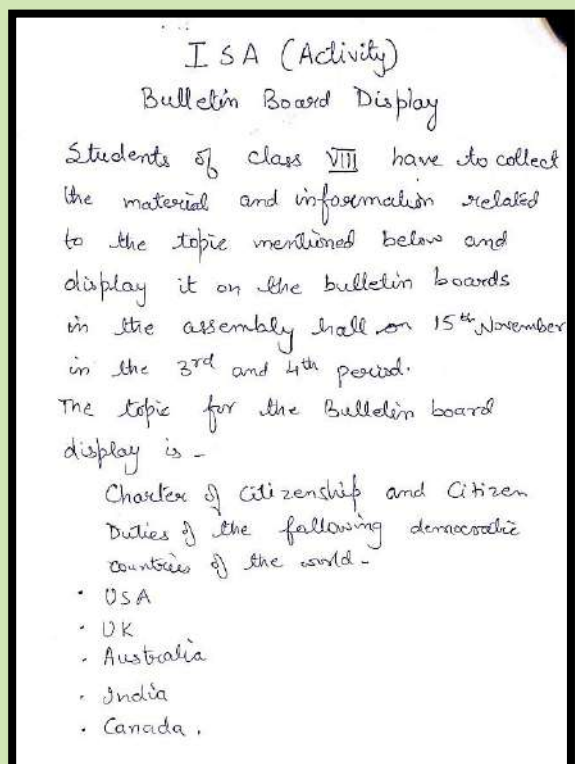 ISA (Activity)
Bulletin Board Display
Students of class VIII have to collect
the material and information related
to the topic mentioned below and
display it on the bulletin boards
in the assembly hall on 15th November
in the 3rd and 4th period.
The topic for the Bulletin board
display is -
Charter of Citizenship and Citizen
Duties of the following democratic
countries of the world -
· USA
· UK
· Australia
· India
· Canada.